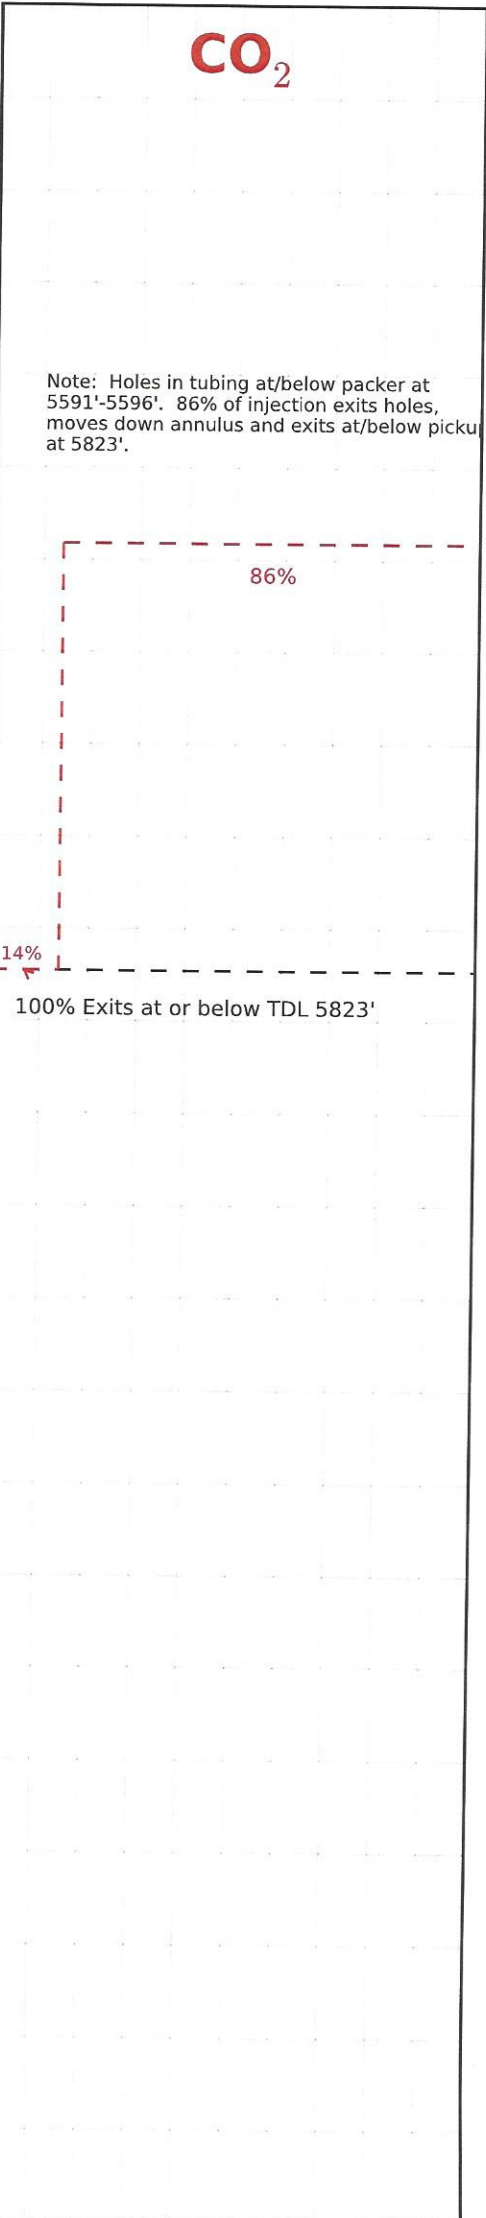 CO₂
Note: Holes in tubing at/below packer at
5591'-5596'. 86% of injection exits holes,
moves down annulus and exits at/below picku
at 5823'.
86%
14%
100% Exits at or below TDL 5823'